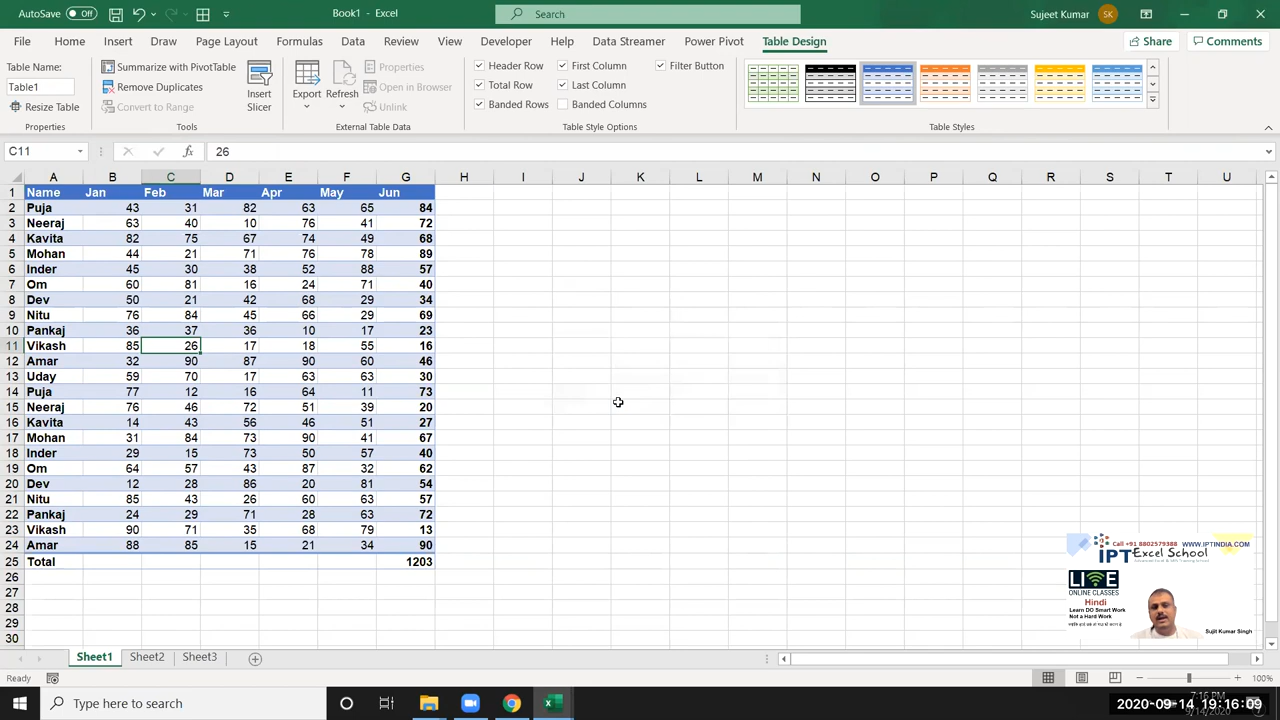 AutoSave Off
Book1 - Excel
Search
Sujeet Kumar SK
File Home Insert Draw Page Layout Formulas Data Review View Developer Help Data Streamer Power Pivot Table Design Share Comments
Table Name:
Table1
Resize Table
Properties
Summarize with PivotTable
Remove Duplicates
Convert to Range
Tools
Insert Slicer
Export Refresh
Properties
Open in Browser
Unlink
External Table Data
Header Row First Column Filter Button
Total Row Last Column
Banded Rows Banded Columns
Table Style Options
Table Styles
C11 fx 26
A B C D E F G H I J K L M N O P Q R S T U
1 Name Jan Feb Mar Apr May Jun
2 Puja 43 31 82 63 65 84
3 Neeraj 63 40 10 76 41 72
4 Kavita 82 75 67 74 49 68
5 Mohan 44 21 71 76 78 89
6 Inder 45 30 38 52 88 57
7 Om 60 81 16 24 71 40
8 Dev 50 21 42 68 29 34
9 Nitu 76 84 45 66 29 69
10 Pankaj 36 37 36 10 17 23
11 Vikash 85 26 17 18 55 16
12 Amar 32 90 87 90 60 46
13 Uday 59 70 17 63 63 30
14 Puja 77 12 16 64 11 73
15 Neeraj 76 46 72 51 39 20
16 Kavita 14 43 56 46 51 27
17 Mohan 31 84 73 90 41 67
18 Inder 29 15 73 50 57 40
19 Om 64 57 43 87 32 62
20 Dev 12 28 86 20 81 54
21 Nitu 85 43 26 60 63 57
22 Pankaj 24 29 71 28 63 72
23 Vikash 90 71 35 68 79 13
24 Amar 88 85 15 21 34 90
25 Total 1203
26
27
28
29
30
Call +91 8802579388 WWW.IPTINDIA.COM
IPT Excel School
LIVE
ONLINE CLASSES
Hindi
Learn DO Smart Work
Not a Hard Work
Sujit Kumar Singh
Sheet1 Sheet2 Sheet3
Ready
100%
Type here to search
7:16 PM
2020-09-14 19:16:09
9/14/2020